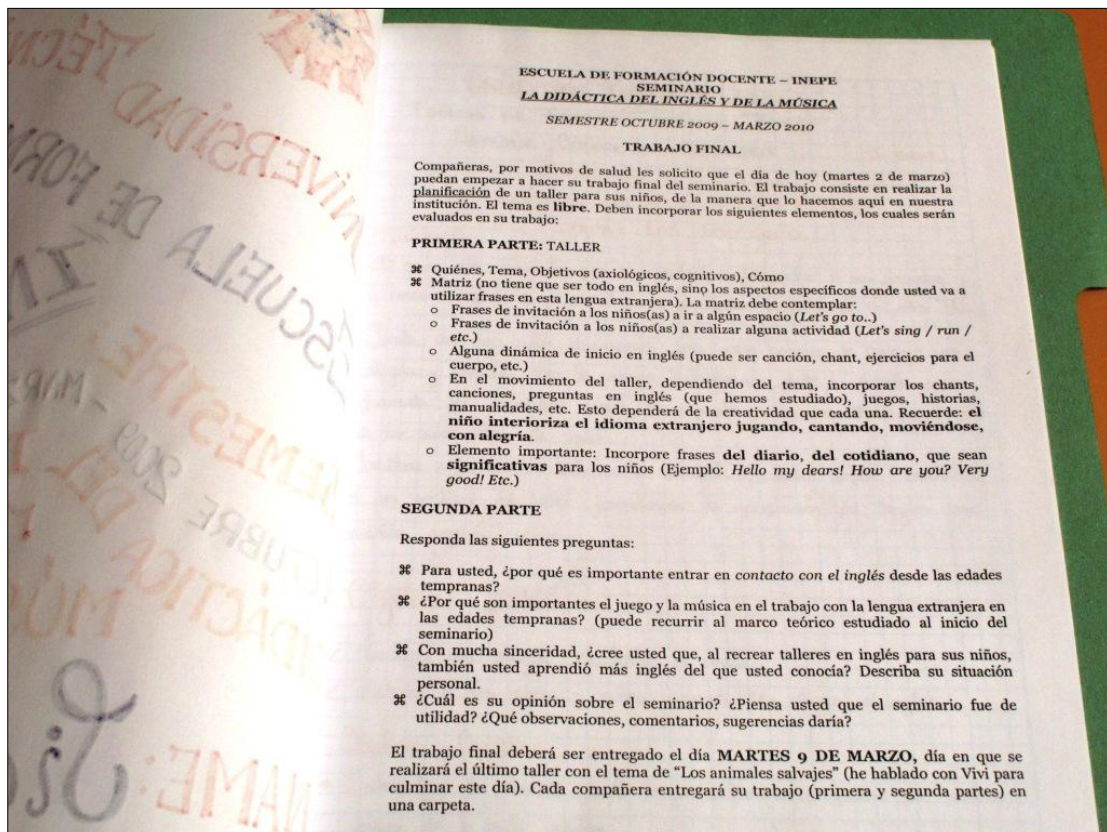 ESCUELA DE FORMACIÓN DOCENTE – INEPE
SEMINARIO
LA DIDÁCTICA DEL INGLÉS Y DE LA MÚSICA
SEMESTRE OCTUBRE 2009 – MARZO 2010
TRABAJO FINAL
Compañeras, por motivos de salud les solicito que el día de hoy (martes 2 de marzo)
puedan empezar a hacer su trabajo final del seminario. El trabajo consiste en realizar la
planificación de un taller para sus niños, de la manera que lo hacemos aquí en nuestra
institución. El tema es libre. Deben incorporar los siguientes elementos, los cuales serán
evaluados en su trabajo:
PRIMERA PARTE: TALLER
⌘ Quiénes, Tema, Objetivos (axiológicos, cognitivos), Cómo
⌘ Matriz (no tiene que ser todo en inglés, sino los aspectos específicos donde usted va a
utilizar frases en esta lengua extranjera). La matriz debe contemplar:
o Frases de invitación a los niños(as) a ir a algún espacio (Let's go to..)
o Frases de invitación a los niños(as) a realizar alguna actividad (Let's sing / run /
etc.)
o Alguna dinámica de inicio en inglés (puede ser canción, chant, ejercicios para el
cuerpo, etc.)
o En el movimiento del taller, dependiendo del tema, incorporar los chants,
canciones, preguntas en inglés (que hemos estudiado), juegos, historias,
manualidades, etc. Esto dependerá de la creatividad que cada una. Recuerde: el
niño interioriza el idioma extranjero jugando, cantando, moviéndose,
con alegría.
o Elemento importante: Incorpore frases del diario, del cotidiano, que sean
significativas para los niños (Ejemplo: Hello my dears! How are you? Very
good! Etc.)
SEGUNDA PARTE
Responda las siguientes preguntas:
⌘ Para usted, ¿por qué es importante entrar en contacto con el inglés desde las edades
tempranas?
⌘ ¿Por qué son importantes el juego y la música en el trabajo con la lengua extranjera en
las edades tempranas? (puede recurrir al marco teórico estudiado al inicio del
seminario)
⌘ Con mucha sinceridad, ¿cree usted que, al recrear talleres en inglés para sus niños,
también usted aprendió más inglés del que usted conocía? Describa su situación
personal.
⌘ ¿Cuál es su opinión sobre el seminario? ¿Piensa usted que el seminario fue de
utilidad? ¿Qué observaciones, comentarios, sugerencias daría?
El trabajo final deberá ser entregado el día MARTES 9 DE MARZO, día en que se
realizará el último taller con el tema de “Los animales salvajes” (he hablado con Vivi para
culminar este día). Cada compañera entregará su trabajo (primera y segunda partes) en
una carpeta.